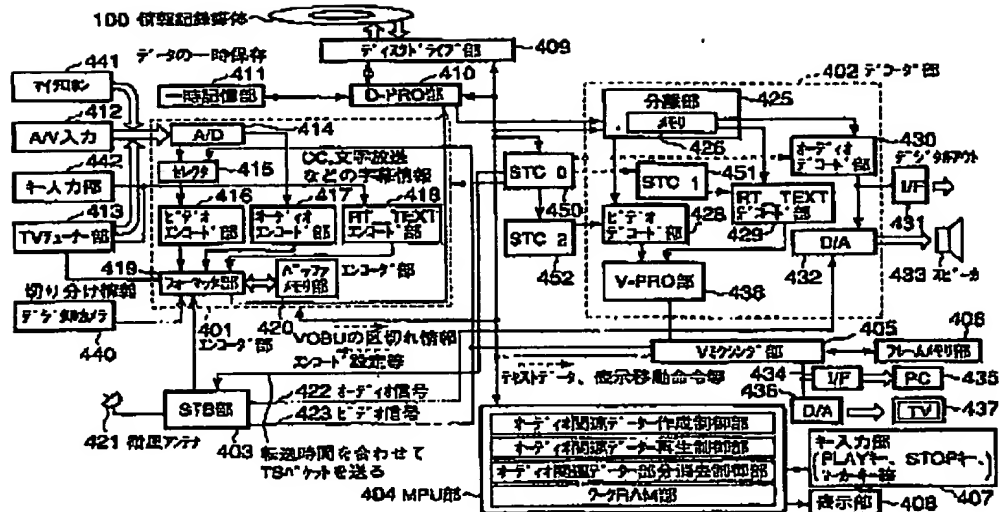 100 情報記録媒体
ディスクドライブ部 409
データの一時保存
411 410
一時記憶部 D-PRO部
441
マイクロホン
412
A/V入力
442
キー入力部
413
TVチューナー部
419
切り分け情報
デジタルカメラ
440
A/D 414
セレクタ 415
CC,文字放送
などの字幕情報
416 417 418
ビデオ
エンコード部
オーディオ
エンコード部
RT TEXT
エンコード部
フォーマッタ部
バッファ
メモリ部
エンコーダ部
401
エンコーダ部
420
VOBUの区切れ情報
エンコード設定等
STB部
422 オーディオ信号
423 ビデオ信号
421
アンテナ
403 転送時間を合わせて
TSパケットを送る
402 デコーダ部
分離部 425
メモリ
426
430
オーディオ
デコード部
デジタルアウト
I/F
431
STC 0
450
STC 1
451
STC 2
452
ビデオ
デコード部
428
RT TEXT
デコード部
429
D/A
432
433
スピーカ
V-PRO部
438
405
Vミクシング部
406
フレームメモリ部
テキストデータ、表示移動命令等
434
I/F
PC
435
436
D/A
TV
437
404 MPU部
オーディオ関連データー作成制御部
オーディオ関連データー再生制御部
オーディオ関連データー部分消去制御部
ワークRAM部
キー入力部
(PLAYキー、STOPキー、
マーカキー等)
407
表示部
408